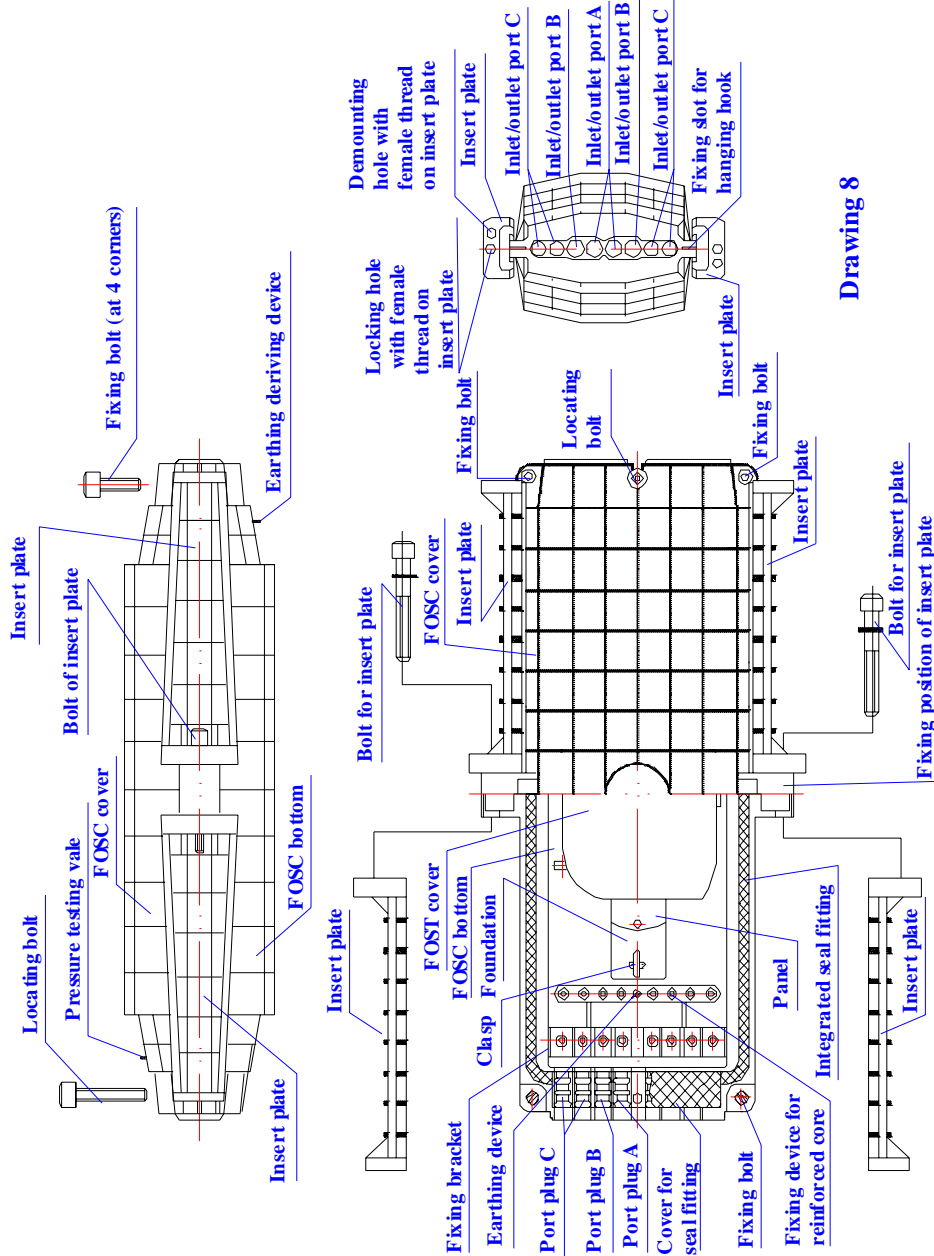 Locating bolt
Pressure testing vale
FOSC cover
Bolt of insert plate
Insert plate
Fixing bolt (at 4 corners)
Insert plate
FOSC bottom
Earthing deriving device
Insert plate
Bolt for insert plate
FOSC cover
Insert plate
Fixing bolt
Locking hole
with female
thread on
insert plate
Demounting
hole with
female thread
on insert plate
Insert plate
Inlet/outlet port C
Inlet/outlet port B
Inlet/outlet port A
Inlet/outlet port B
Inlet/outlet port C
Fixing slot for
hanging hook
Insert plate
Locating
bolt
Fixing bolt
Insert plate
Bolt for insert plate
Fixing position of insert plate
FOST cover
FOSC bottom
Foundation
Clasp
Fixing bracket
Earthing device
Port plug C
Port plug B
Port plug A
Cover for
seal fitting
Fixing bolt
Fixing device for
reinforced core
Panel
Integrated seal fitting
Insert plate
Drawing 8